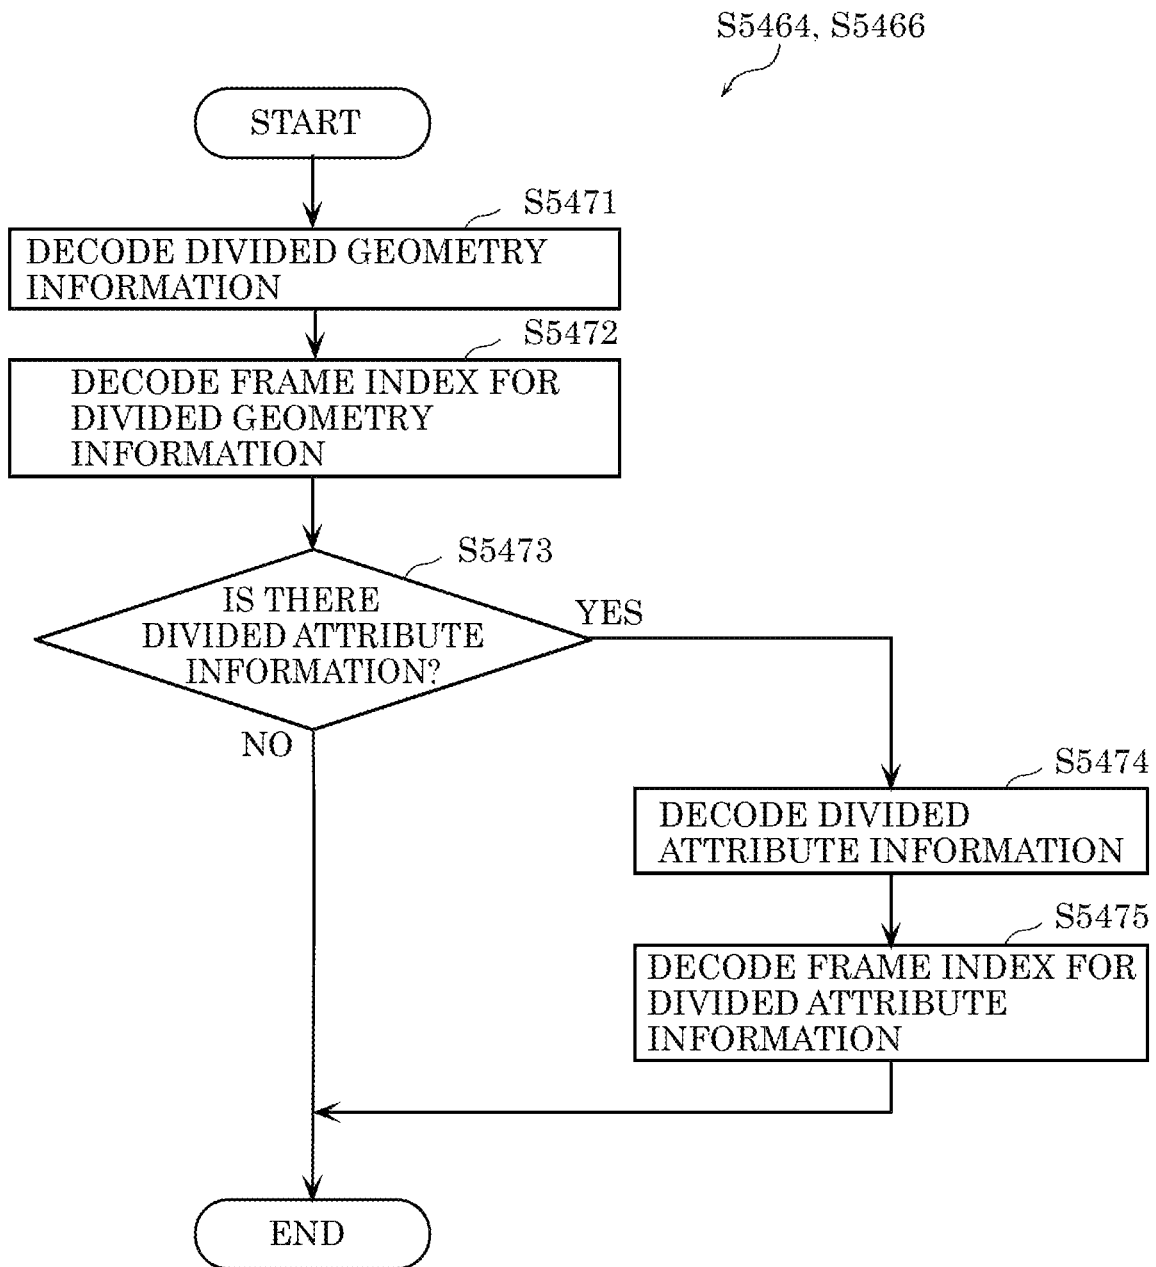 S5464, S5466
START
S5471
DECODE DIVIDED GEOMETRY
INFORMATION
S5472
DECODE FRAME INDEX FOR
DIVIDED GEOMETRY
INFORMATION
S5473
IS THERE
DIVIDED ATTRIBUTE
INFORMATION?
YES
NO
S5474
DECODE DIVIDED
ATTRIBUTE INFORMATION
S5475
DECODE FRAME INDEX FOR
DIVIDED ATTRIBUTE
INFORMATION
END